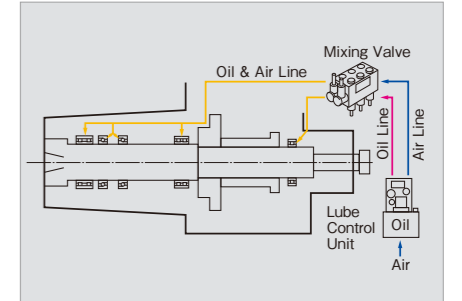 Mixing Valve
Oil & Air Line
Oil Line
Air Line
Lube
Control
Unit
Oil
Air